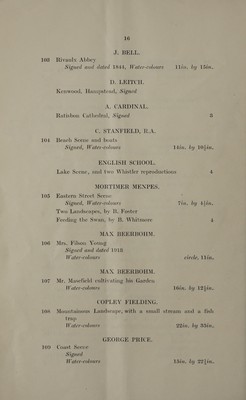 16
J. BELL.
103 Rivaulx Abbey
Signed and dated 1844, Water-colours 11in. by 15in.
D. LEITCH.
Kenwood, Hampstead, Signed
A. CARDINAL.
Ratisbon Cathedral, Signed 3
C. STANFIELD, R.A.
104 Beach Scene and boats
Signed, Water-colours 14in. by 10½in.
ENGLISH SCHOOL.
Lake Scene, and two Whistler reproductions 4
MORTIMER MENPES.
105 Eastern Street Scene
Signed, Water-colours 7in. by 4½in.
Two Landscapes, by B. Foster
Feeding the Swan, by B. Whitmore 4
MAX BEERBOHM.
106 Mrs. Filson Young
Signed and dated 1918
Water-colours circle, 11in.
MAX BEERBOHM.
107 Mr. Masefield cultivating his Garden
Water-colours 16in. by 12½in.
COPLEY FIELDING.
108 Mountainous Landscape, with a small stream and a fish
trap
Water-colours 22in. by 35in.
GEORGE PRICE.
109 Coast Scene
Signed
Water-colours 13in. by 22½in.